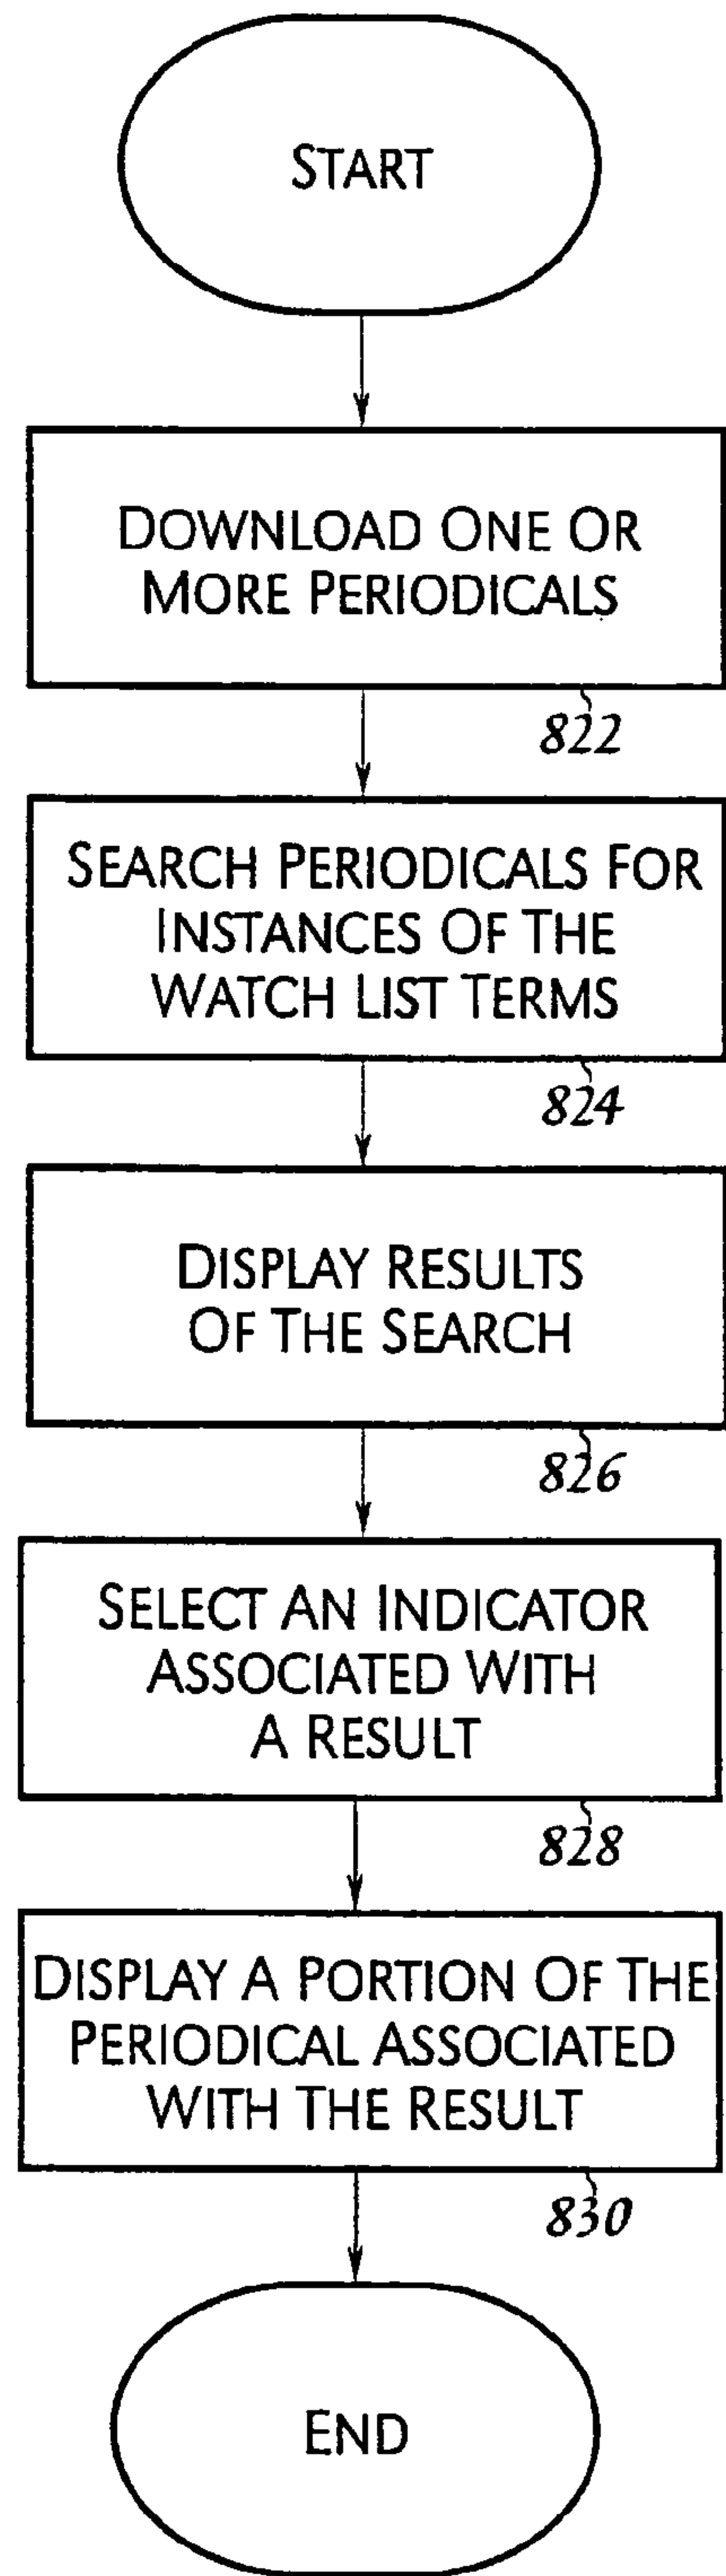 START
DOWNLOAD ONE OR
MORE PERIODICALS
822
SEARCH PERIODICALS FOR
INSTANCES OF THE
WATCH LIST TERMS
824
DISPLAY RESULTS
OF THE SEARCH
826
SELECT AN INDICATOR
ASSOCIATED WITH
A RESULT
828
DISPLAY A PORTION OF THE
PERIODICAL ASSOCIATED
WITH THE RESULT
830
END